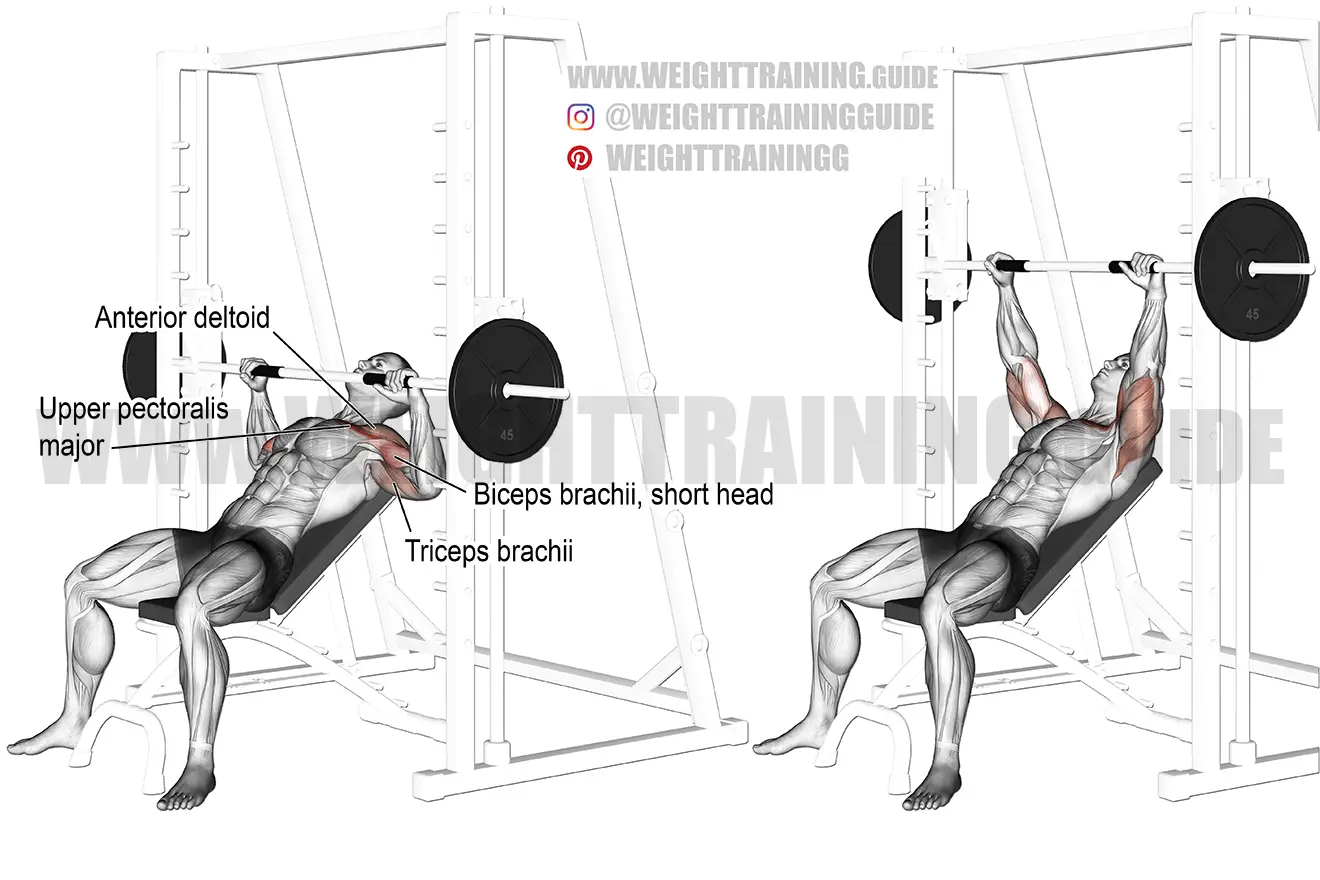 WWW.WEIGHTTRAINING.GUIDE
@WEIGHTTRAININGGUIDE
WEIGHTTRAININGG
Anterior deltoid
Upper pectoralis
major
WWW.WEIGHTTRAINING.GUIDE
Biceps brachii, short head
Triceps brachii
45
45